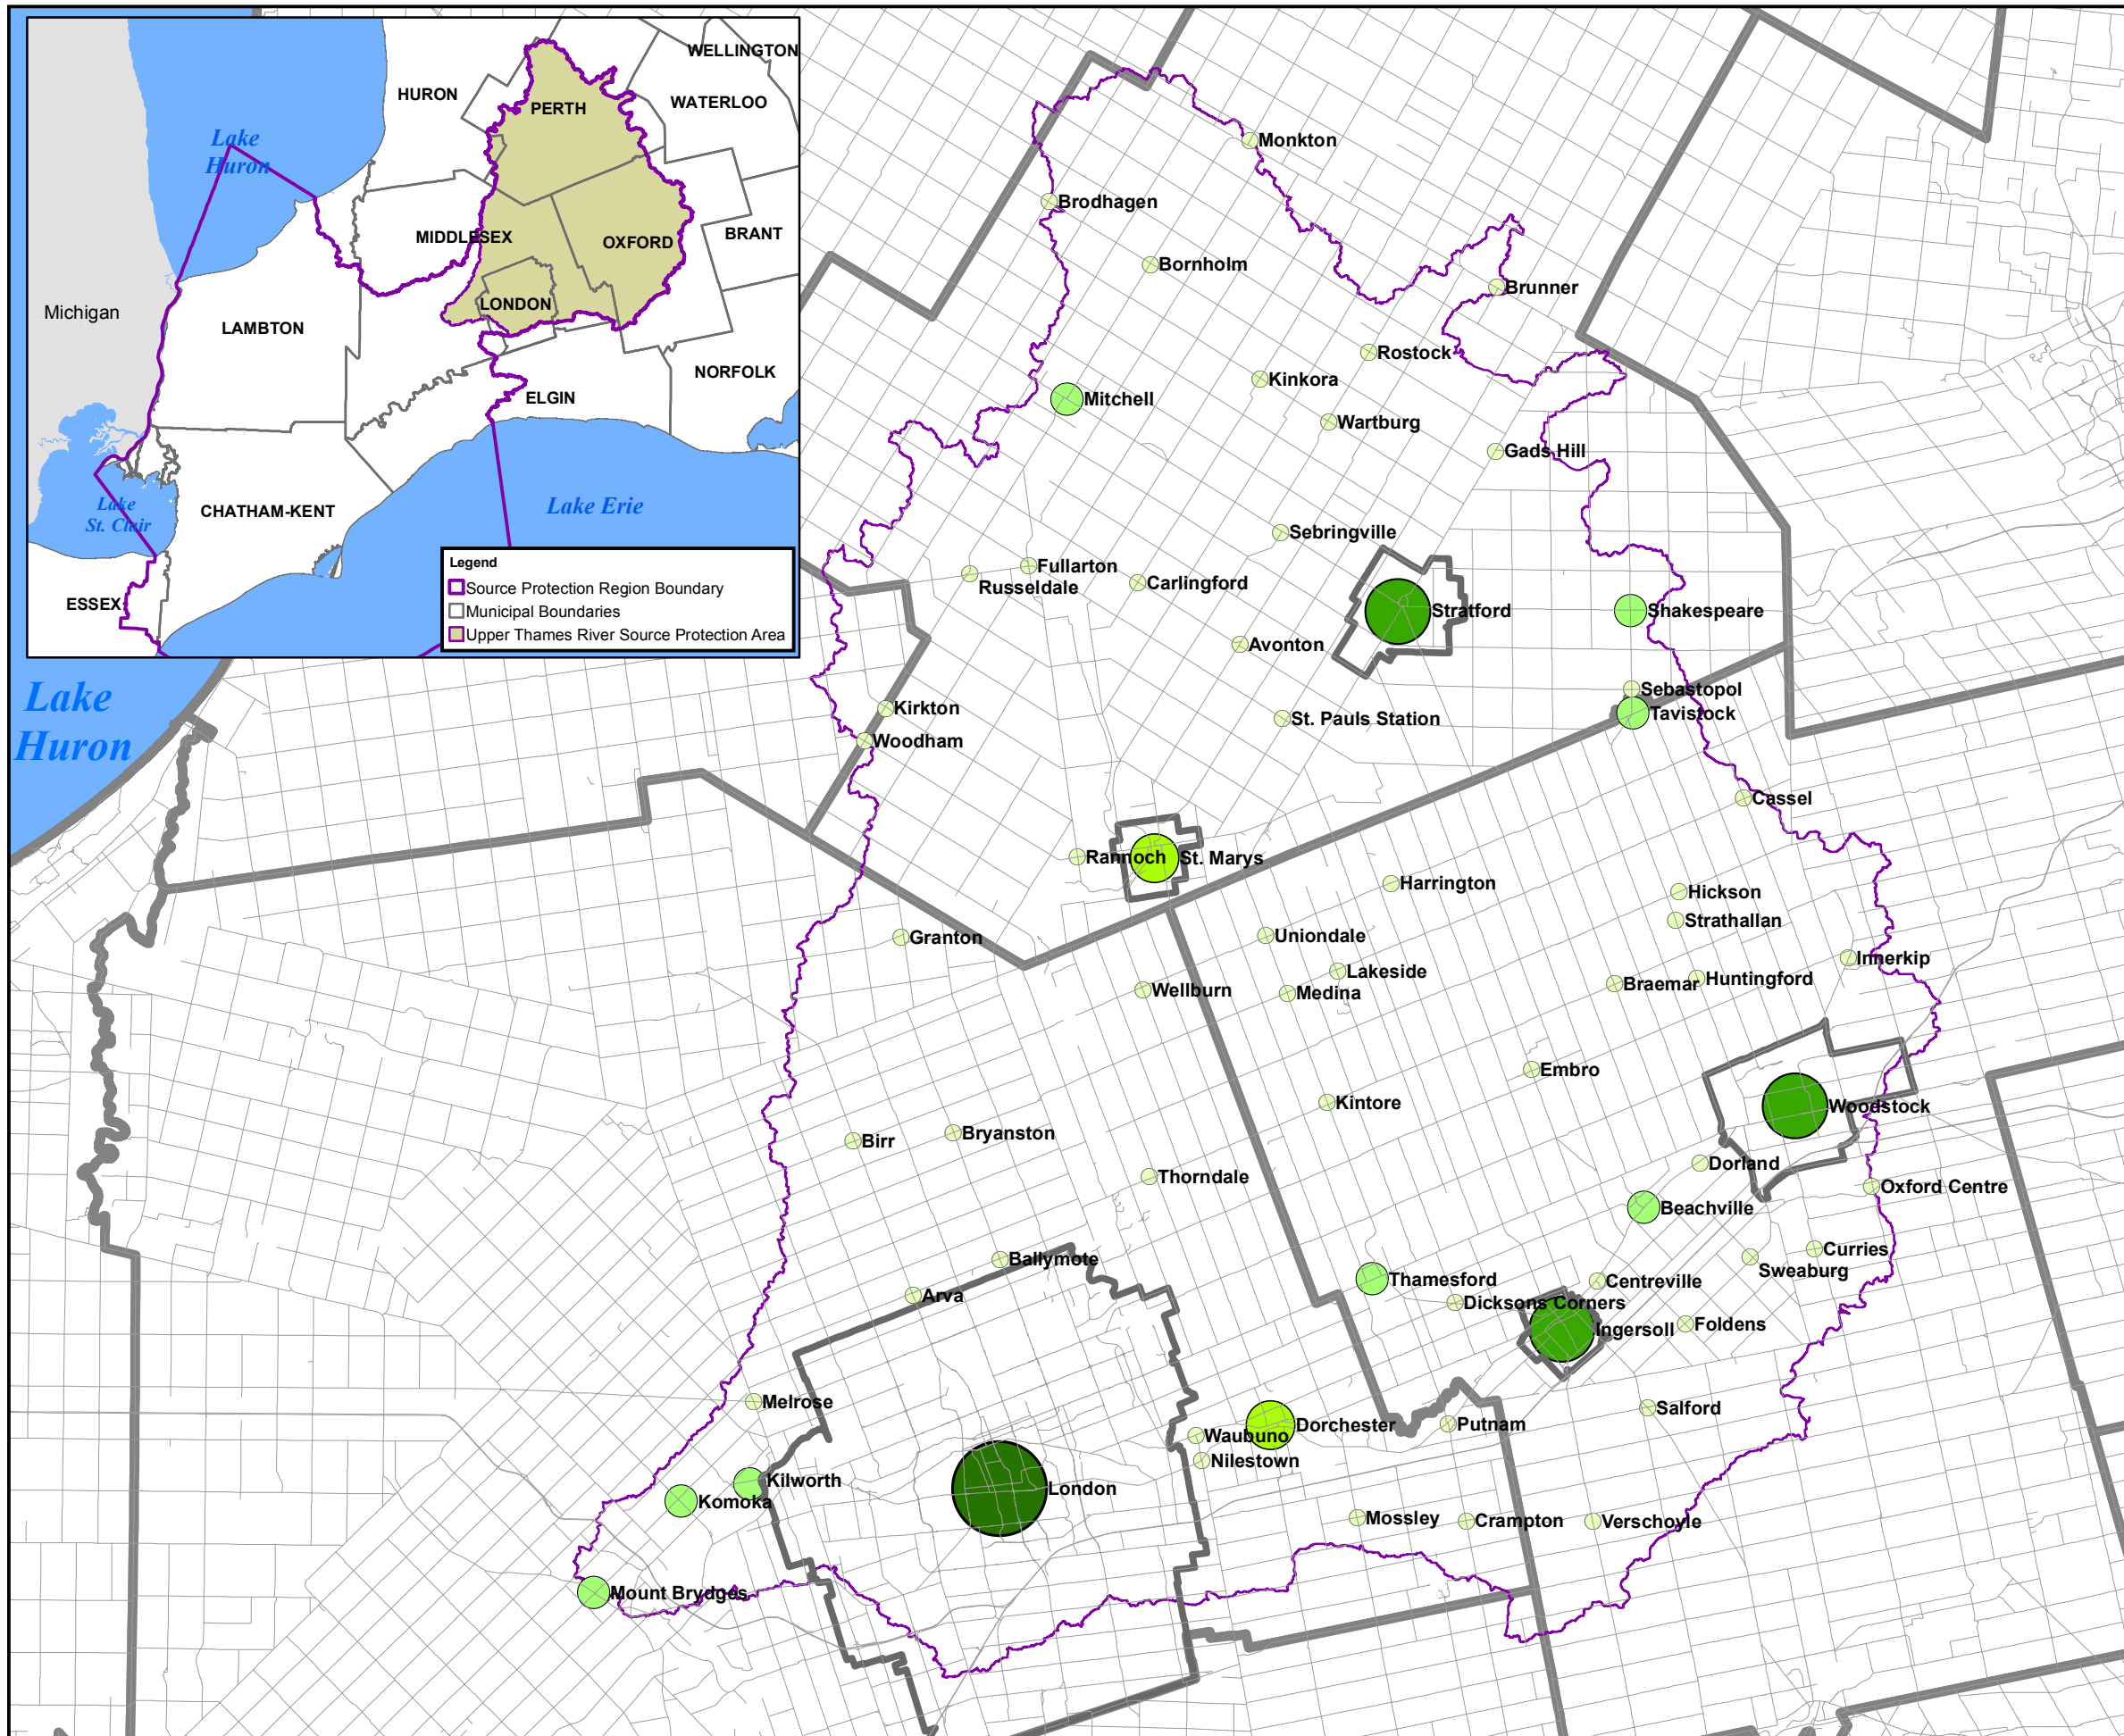 WELLINGTON
HURON
WATERLOO
PERTH
Lake
Huron
MIDDLESEX
OXFORD
BRANT
LONDON
Michigan
LAMBTON
NORFOLK
ELGIN
Lake
St. Clair
CHATHAM-KENT
Lake Erie
ESSEX
Legend
Source Protection Region Boundary
Municipal Boundaries
Upper Thames River Source Protection Area
Lake
Huron
Monkton
Brodhagen
Bornholm
Brunner
Rostock
Kinkora
Mitchell
Wartburg
Gads Hill
Sebringville
Fullarton
Russeldale
Carlingford
Stratford
Shakespeare
Avonton
Sebastopol
Tavistock
Kirkton
St. Pauls Station
Woodham
Cassel
Rannoch
St. Marys
Harrington
Hickson
Strathallan
Granton
Uniondale
Innerkip
Lakeside
Huntingford
Braemar
Wellburn
Medina
Embro
Kintore
Woodstock
Birr
Bryanston
Dorland
Thorndale
Oxford Centre
Beachville
Curries
Ballymote
Sweaburg
Thamesford
Centreville
Arva
Dicksons Corners
Ingersoll
Foldens
Melrose
Salford
Dorchester
Putnam
Waubuno
Nilestown
Kilworth
London
Komoka
Mossley
Crampton
Verschoyle
Mount Brydges